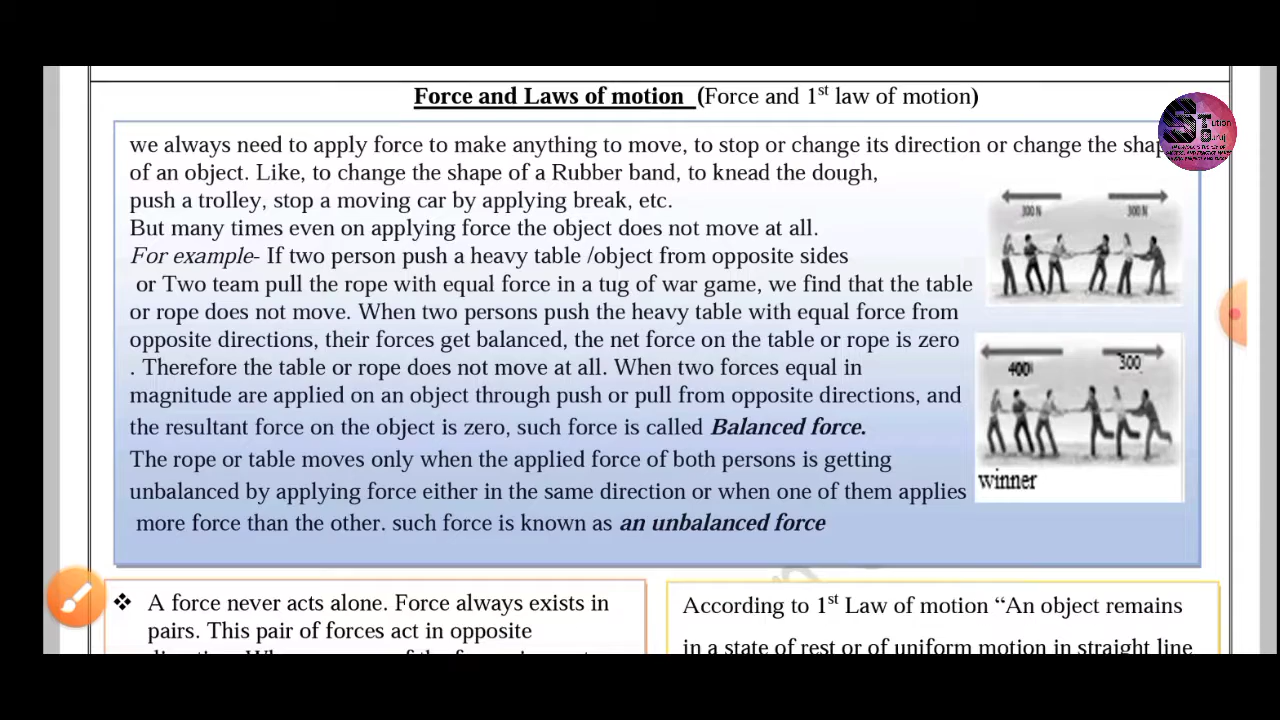 Force and Laws of motion (Force and 1st law of motion)
we always need to apply force to make anything to move, to stop or change its direction or change the
of an object. Like, to change the shape of a Rubber band, to knead the dough,
push a trolley, stop a moving car by applying break, etc.
But many times even on applying force the object does not move at all.
For example- If two person push a heavy table /object from opposite sides
or Two team pull the rope with equal force in a tug of war game, we find that the table
or rope does not move. When two persons push the heavy table with equal force from
opposite directions, their forces get balanced, the net force on the table or rope is zero
. Therefore the table or rope does not move at all. When two forces equal in
magnitude are applied on an object through push or pull from opposite directions, and
the resultant force on the object is zero, such force is called Balanced force.
The rope or table moves only when the applied force of both persons is getting
unbalanced by applying force either in the same direction or when one of them applies
more force than the other. such force is known as an unbalanced force
300 N 300 N
400 300
winner
❖ A force never acts alone. Force always exists in
pairs. This pair of forces act in opposite
According to 1st Law of motion “An object remains
in a state of rest or of uniform motion in straight line